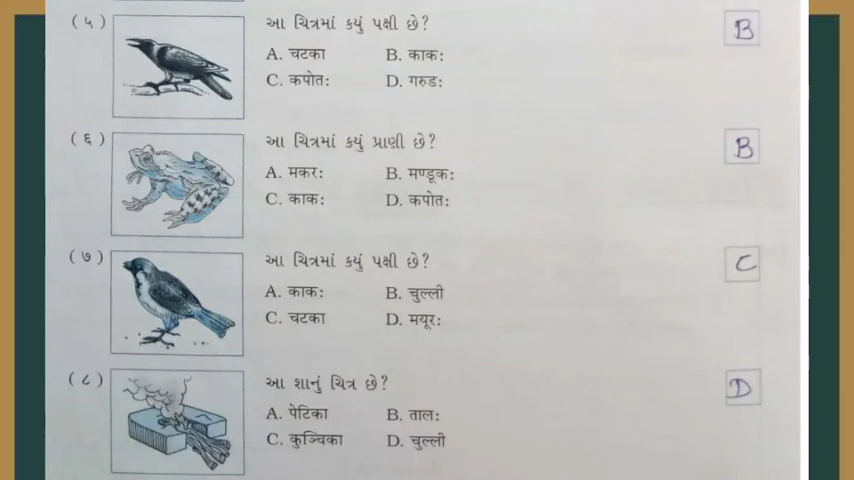 (૫) આ ચિત્રમાં કયું પક્ષી છે? B
A. चटका B. काकः
C. कपोतः D. गरुडः
(૬) આ ચિત્રમાં કયું પ્રાણી છે? B
A. मकरः B. मण्डूकः
C. काकः D. कपोतः
(૭) આ ચિત્રમાં કયું પક્ષી છે? C
A. काकः B. चुल्ली
C. चटका D. मयूरः
(૮) આ શાનું ચિત્ર છે? D
A. पेटिका B. तालः
C. कुञ्चिका D. चुल्ली